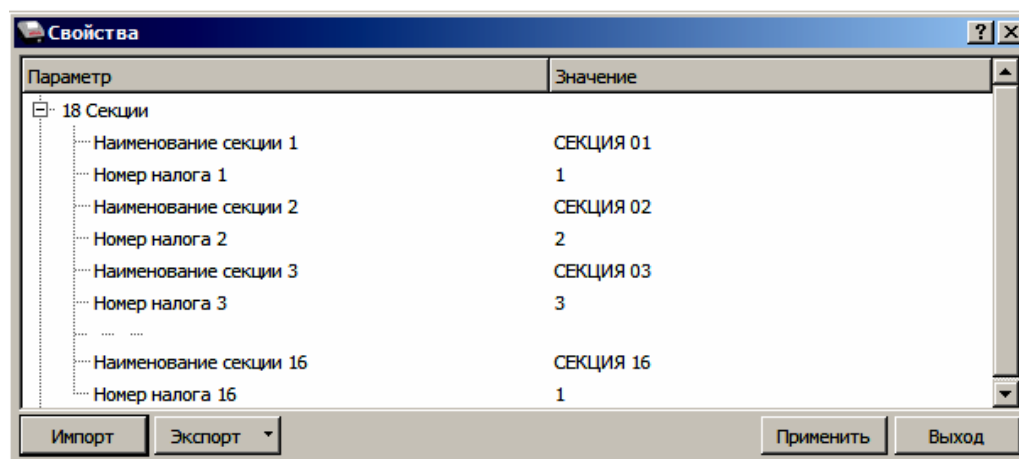 Свойства
Параметр Значение
18 Секции
Наименование секции 1 СЕКЦИЯ 01
Номер налога 1 1
Наименование секции 2 СЕКЦИЯ 02
Номер налога 2 2
Наименование секции 3 СЕКЦИЯ 03
Номер налога 3 3
... ... ...
Наименование секции 16 СЕКЦИЯ 16
Номер налога 16 1
Импорт Экспорт Применить Выход